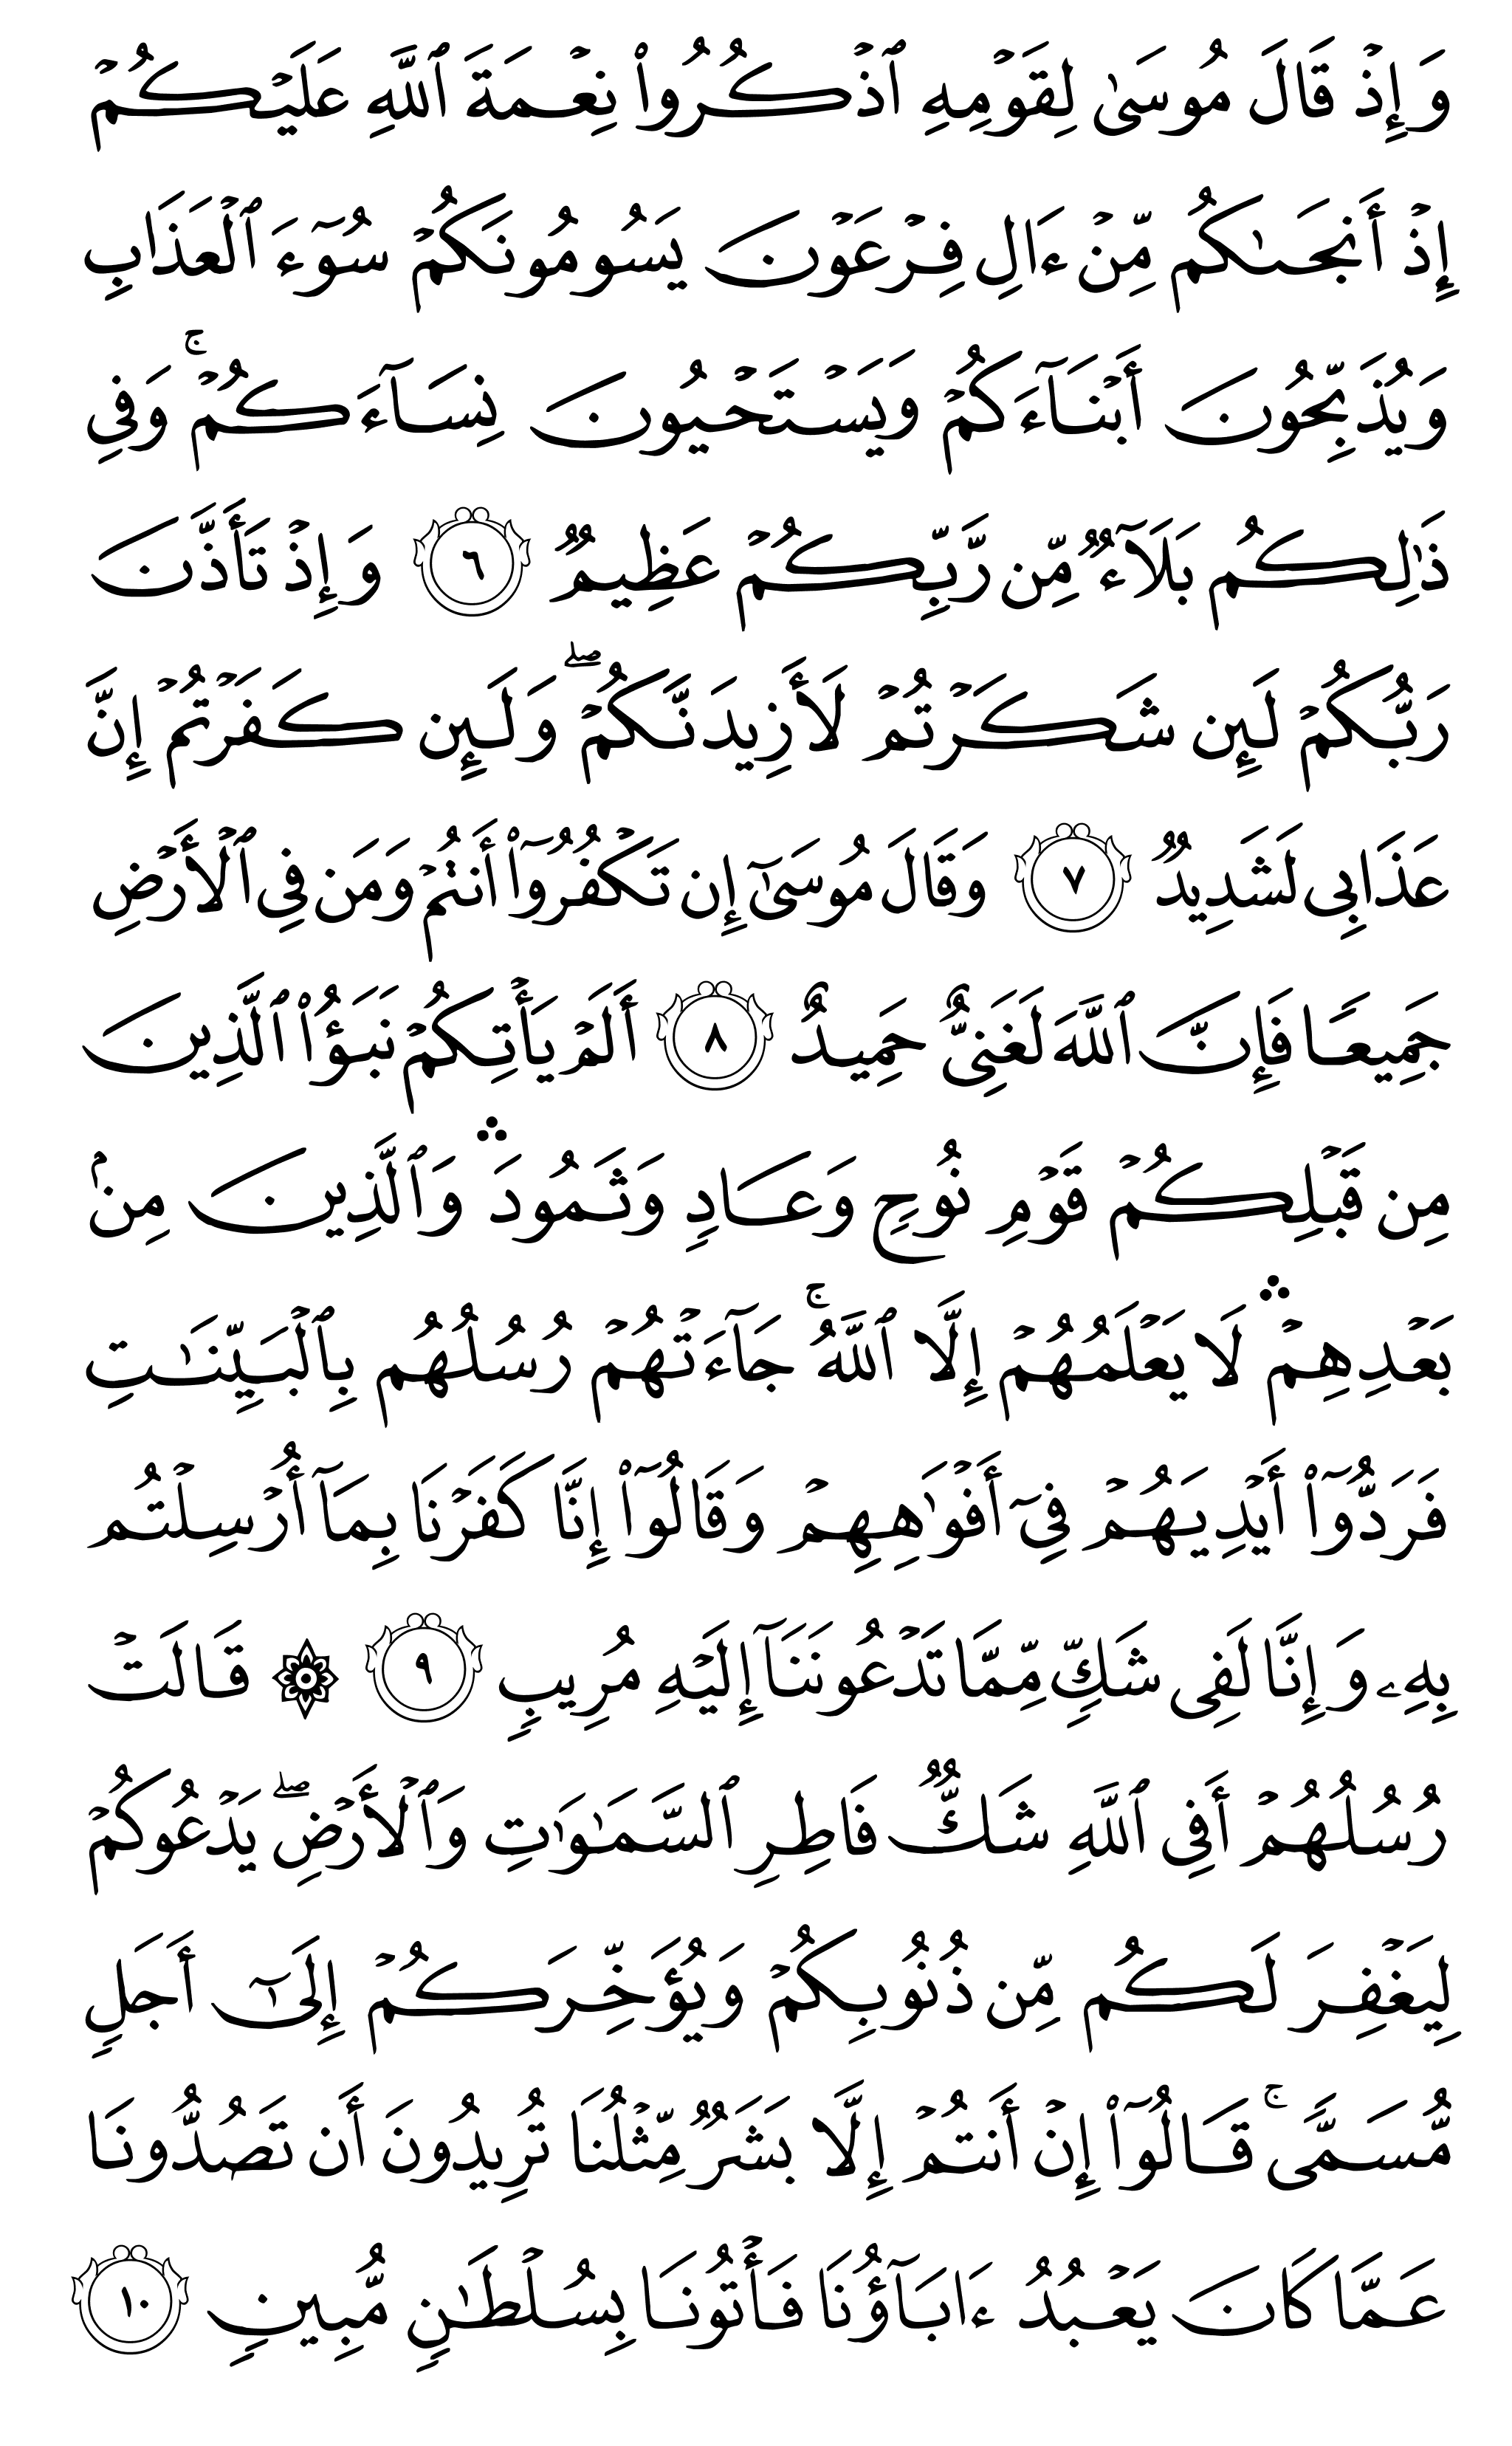 وَإِذۡ قَالَ مُوسَىٰ لِقَوۡمِهِ ٱذۡكُرُواْ نِعۡمَةَ ٱللَّهِ عَلَيۡكُمۡ
إِذۡ أَنجَىٰكُم مِّنۡ ءَالِ فِرۡعَوۡنَ يَسُومُونَكُمۡ سُوٓءَ ٱلۡعَذَابِ
وَيُذَبِّحُونَ أَبۡنَآءَكُمۡ وَيَسۡتَحۡيُونَ نِسَآءَكُمۡۚ وَفِي
ذَٰلِكُم بَلَآءٞ مِّن رَّبِّكُمۡ عَظِيمٞ ٦ وَإِذۡ تَأَذَّنَ
رَبُّكُمۡ لَئِن شَكَرۡتُمۡ لَأَزِيدَنَّكُمۡۖ وَلَئِن كَفَرۡتُمۡ إِنَّ
عَذَابِي لَشَدِيدٞ ٧ وَقَالَ مُوسَىٰٓ إِن تَكۡفُرُوٓاْ أَنتُمۡ وَمَن فِي ٱلۡأَرۡضِ
جَمِيعٗا فَإِنَّ ٱللَّهَ لَغَنِيٌّ حَمِيدٌ ٨ أَلَمۡ يَأۡتِكُمۡ نَبَؤُاْ ٱلَّذِينَ
مِن قَبۡلِكُمۡ قَوۡمِ نُوحٖ وَعَادٖ وَثَمُودَۛ وَٱلَّذِينَ مِنۢ
بَعۡدِهِمۡۛ لَا يَعۡلَمُهُمۡ إِلَّا ٱللَّهُۚ جَآءَتۡهُمۡ رُسُلُهُم بِٱلۡبَيِّنَٰتِ
فَرَدُّوٓاْ أَيۡدِيَهُمۡ فِيٓ أَفۡوَٰهِهِمۡ وَقَالُوٓاْ إِنَّا كَفَرۡنَا بِمَآ أُرۡسِلۡتُم
بِهِۦ وَإِنَّا لَفِي شَكّٖ مِّمَّا تَدۡعُونَنَآ إِلَيۡهِ مُرِيبٖ ٩ ۞ قَالَتۡ
رُسُلُهُمۡ أَفِي ٱللَّهِ شَكّٞ فَاطِرِ ٱلسَّمَٰوَٰتِ وَٱلۡأَرۡضِۖ يَدۡعُوكُمۡ
لِيَغۡفِرَ لَكُم مِّن ذُنُوبِكُمۡ وَيُؤَخِّرَكُمۡ إِلَىٰٓ أَجَلٖ
مُّسَمّٗىۚ قَالُوٓاْ إِنۡ أَنتُمۡ إِلَّا بَشَرٞ مِّثۡلُنَا تُرِيدُونَ أَن تَصُدُّونَا
عَمَّا كَانَ يَعۡبُدُ ءَابَآؤُنَا فَأۡتُونَا بِسُلۡطَٰنٖ مُّبِينٖ ١٠